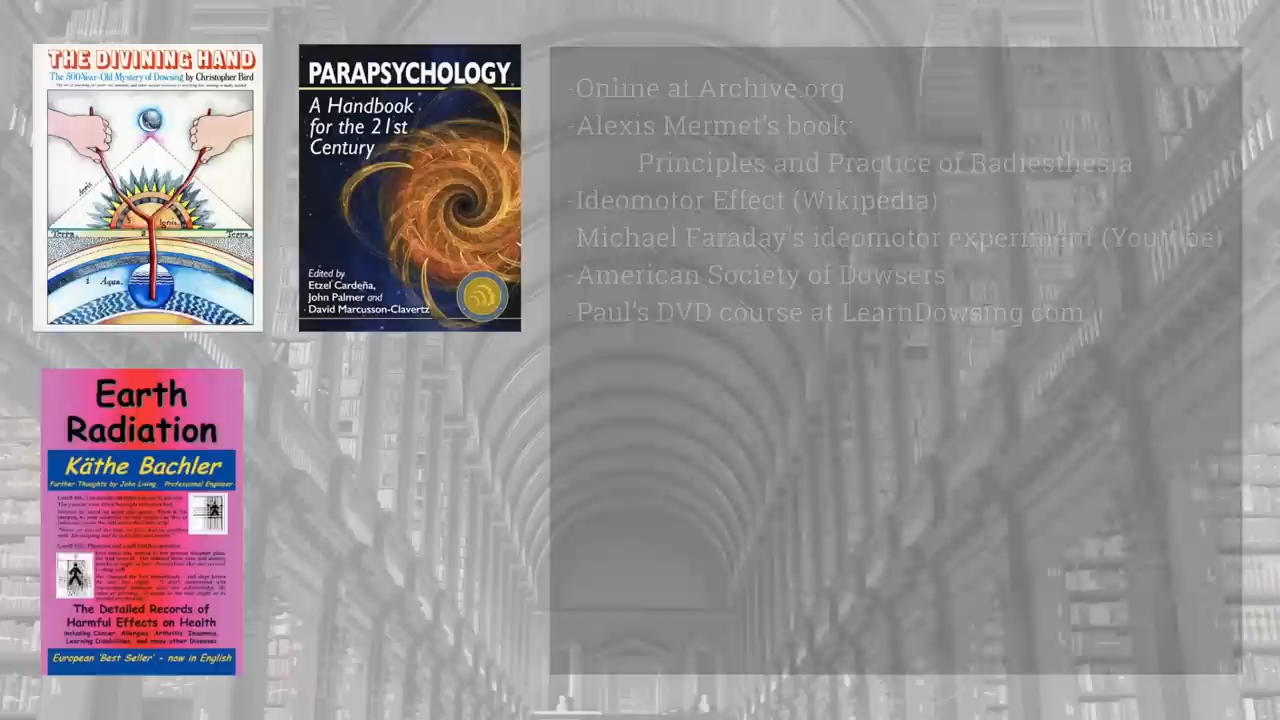 THE DIVINING HAND
The 500-Year-Old Mystery of Dowsing by Christopher Bird
Ignis.
Terra.
Terra.
Aqua.
PARAPSYCHOLOGY
A Handbook
for the 21st
Century
Edited by
Etzel Cardeña,
John Palmer and
David Marcusson-Clavertz
Earth
Radiation
Käthe Bachler
Further Thoughts by John Living, Professional Engineer
The Detailed Records of
Harmful Effects on Health
including Cancer, Allergies, Arthritis, Insomnia,
Learning Disabilities, and many other Diseases
European 'Best Seller' - now in English
-Online at Archive.org
-Alexis Mermet's book:
Principles and Practice of Radiesthesia
-Ideomotor Effect (Wikipedia)
-Michael Faraday's ideomotor experiment (YouTube)
-American Society of Dowsers
-Paul's DVD course at LearnDowsing.com